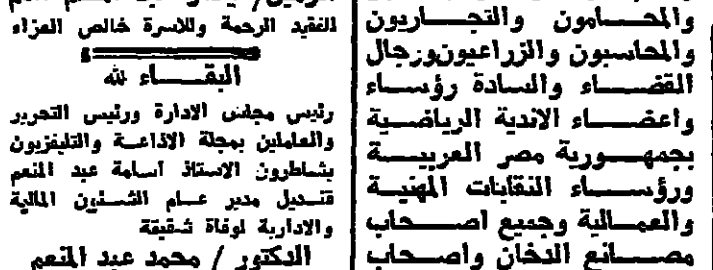 والمحامون والتجاريون
والمحاسبون والزراعيون ورجال
القضاء والسادة رؤساء
واعضاء الاندية الرياضية
بجمهورية مصر العربية
ورؤساء النقابات المهنية
والعمالية وجميع اصحاب
مصانع الدخان واصحاب
للفقيد الرحمة وللاسرة خالص العزاء
البقاء لله
رئيس مجلس الادارة ورئيس التحرير
والعاملين بمجلة الاذاعة والتليفزيون
يشاطرون الاستاذ اسامة عبد المنعم
قنديل مدير عام الشئون المالية
والادارية لوفاة شقيقة
الدكتور / محمد عبد المنعم